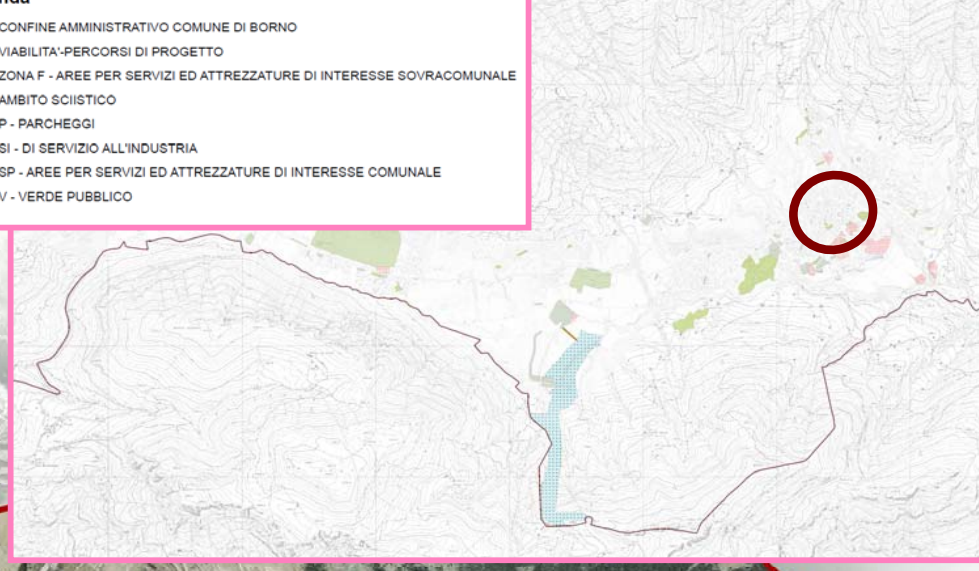 CONFINE AMMINISTRATIVO COMUNE DI BORNO
VIABILITA'-PERCORSI DI PROGETTO
ZONA F - AREE PER SERVIZI ED ATTREZZATURE DI INTERESSE SOVRACOMUNALE
AMBITO SCIISTICO
P - PARCHEGGI
SI - DI SERVIZIO ALL'INDUSTRIA
SP - AREE PER SERVIZI ED ATTREZZATURE DI INTERESSE COMUNALE
V - VERDE PUBBLICO